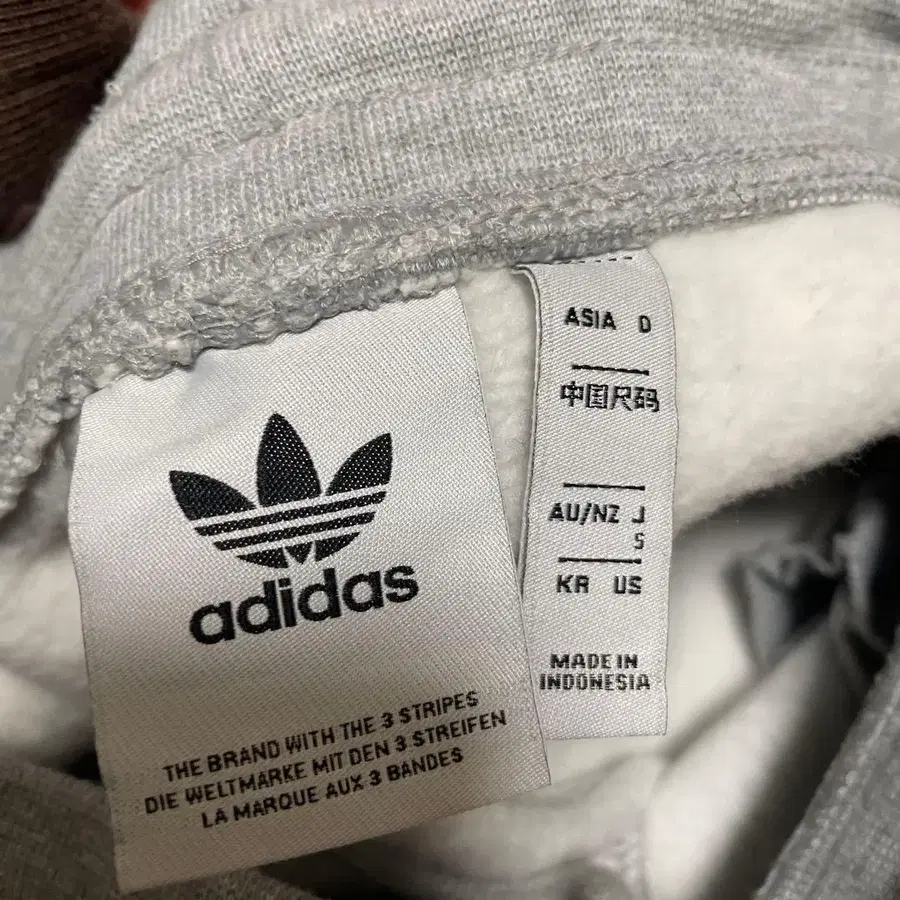 adidas
THE BRAND WITH THE 3 STRIPES
DIE WELTMARKE MIT DEN 3 STREIFEN
LA MARQUE AUX 3 BANDES
ASIA D
中国尺码
AU/NZ J
S
KR US
MADE IN
INDONESIA